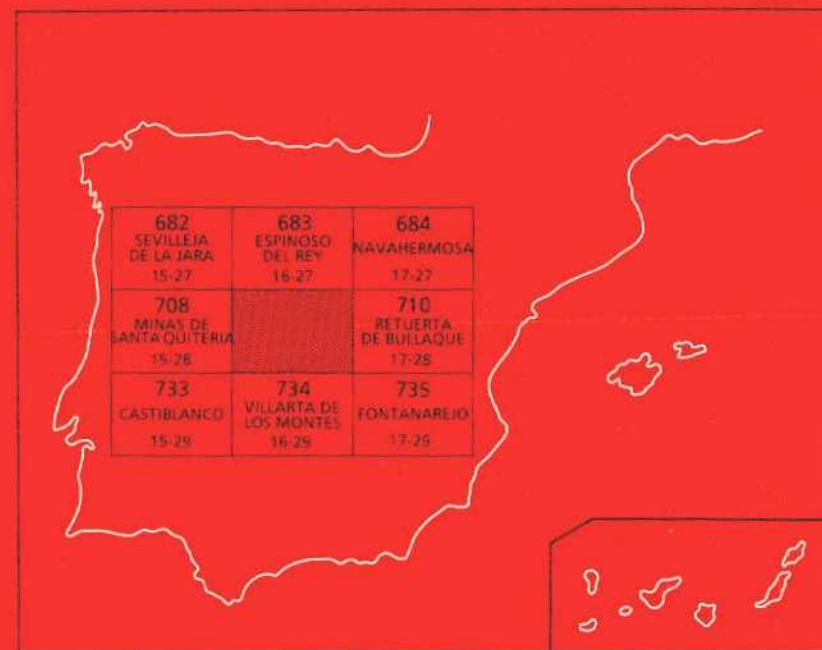 682
SEVILLEJA
DE LA JARA
15-27
683
ESPINOSO
DEL REY
16-27
684
NAVAHERMOSA
17-27
708
MINAS DE
SANTA QUITERIA
15-28
710
RETUERTA
DE BULLAQUE
17-28
733
CASTIBLANCO
15-29
734
VILLARTA DE
LOS MONTES
16-29
735
FONTANAREJO
17-29